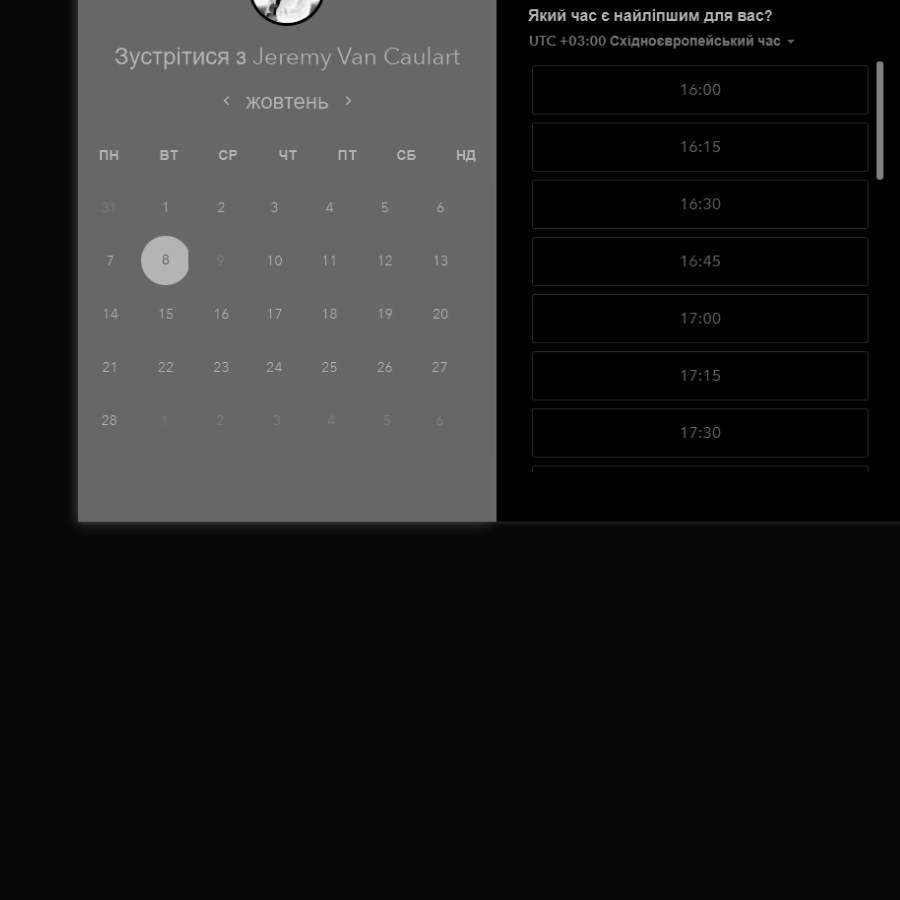 Зустрітися з Jeremy Van Caulart
жовтень
ПН ВТ СР ЧТ ПТ СБ НД
31 1 2 3 4 5 6
7 8 9 10 11 12 13
14 15 16 17 18 19 20
21 22 23 24 25 26 27
28 1 2 3 4 5 6
Який час є найліпшим для вас?
UTC +03:00 Східноєвропейський час
16:00
16:15
16:30
16:45
17:00
17:15
17:30